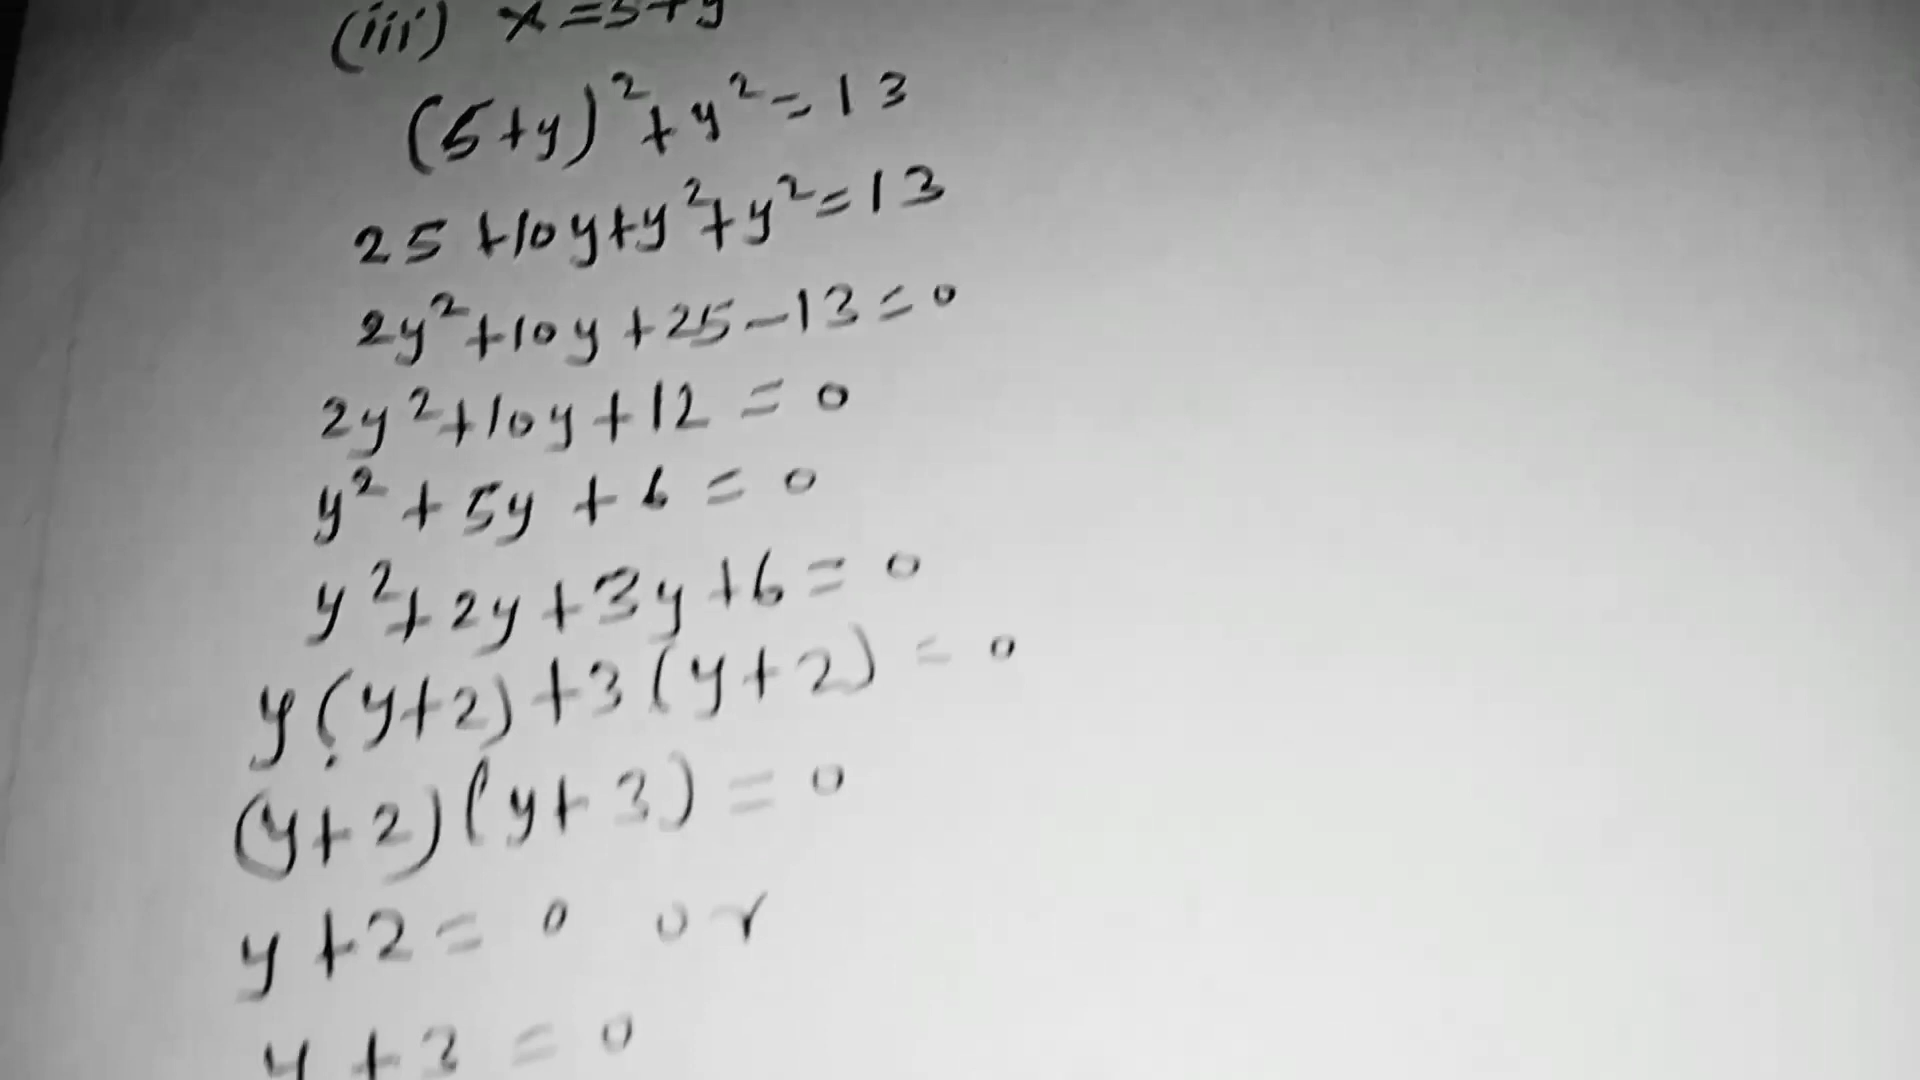 (iii) x=5+y
(5+y)²+y²=13
25+10y+y²+y²=13
2y²+10y+25-13=0
2y²+10y+12=0
y²+5y+6=0
y²+2y+3y+6=0
y(y+2)+3(y+2)=0
(y+2)(y+3)=0
y+2=0 or
y+3=0